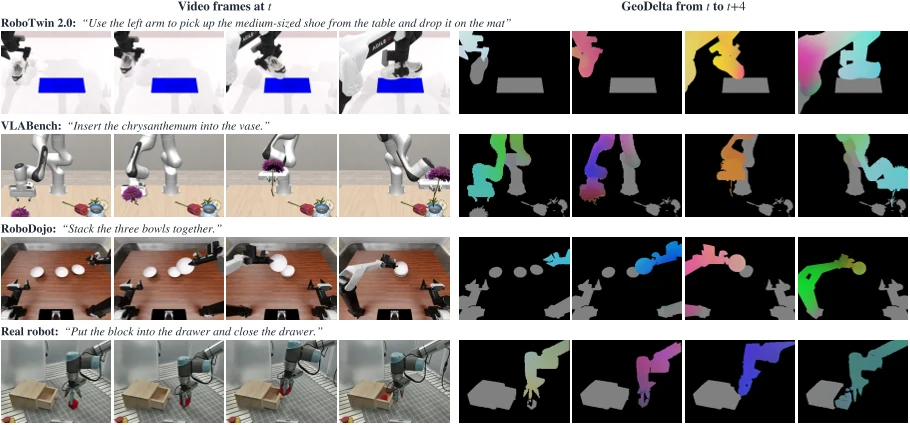 Video frames at t
GeoDelta from t to t+4
RoboTwin 2.0: “Use the left arm to pick up the medium-sized shoe from the table and drop it on the mat”
VLABench: “Insert the chrysanthemum into the vase.”
RoboDojo: “Stack the three bowls together.”
Real robot: “Put the block into the drawer and close the drawer.”